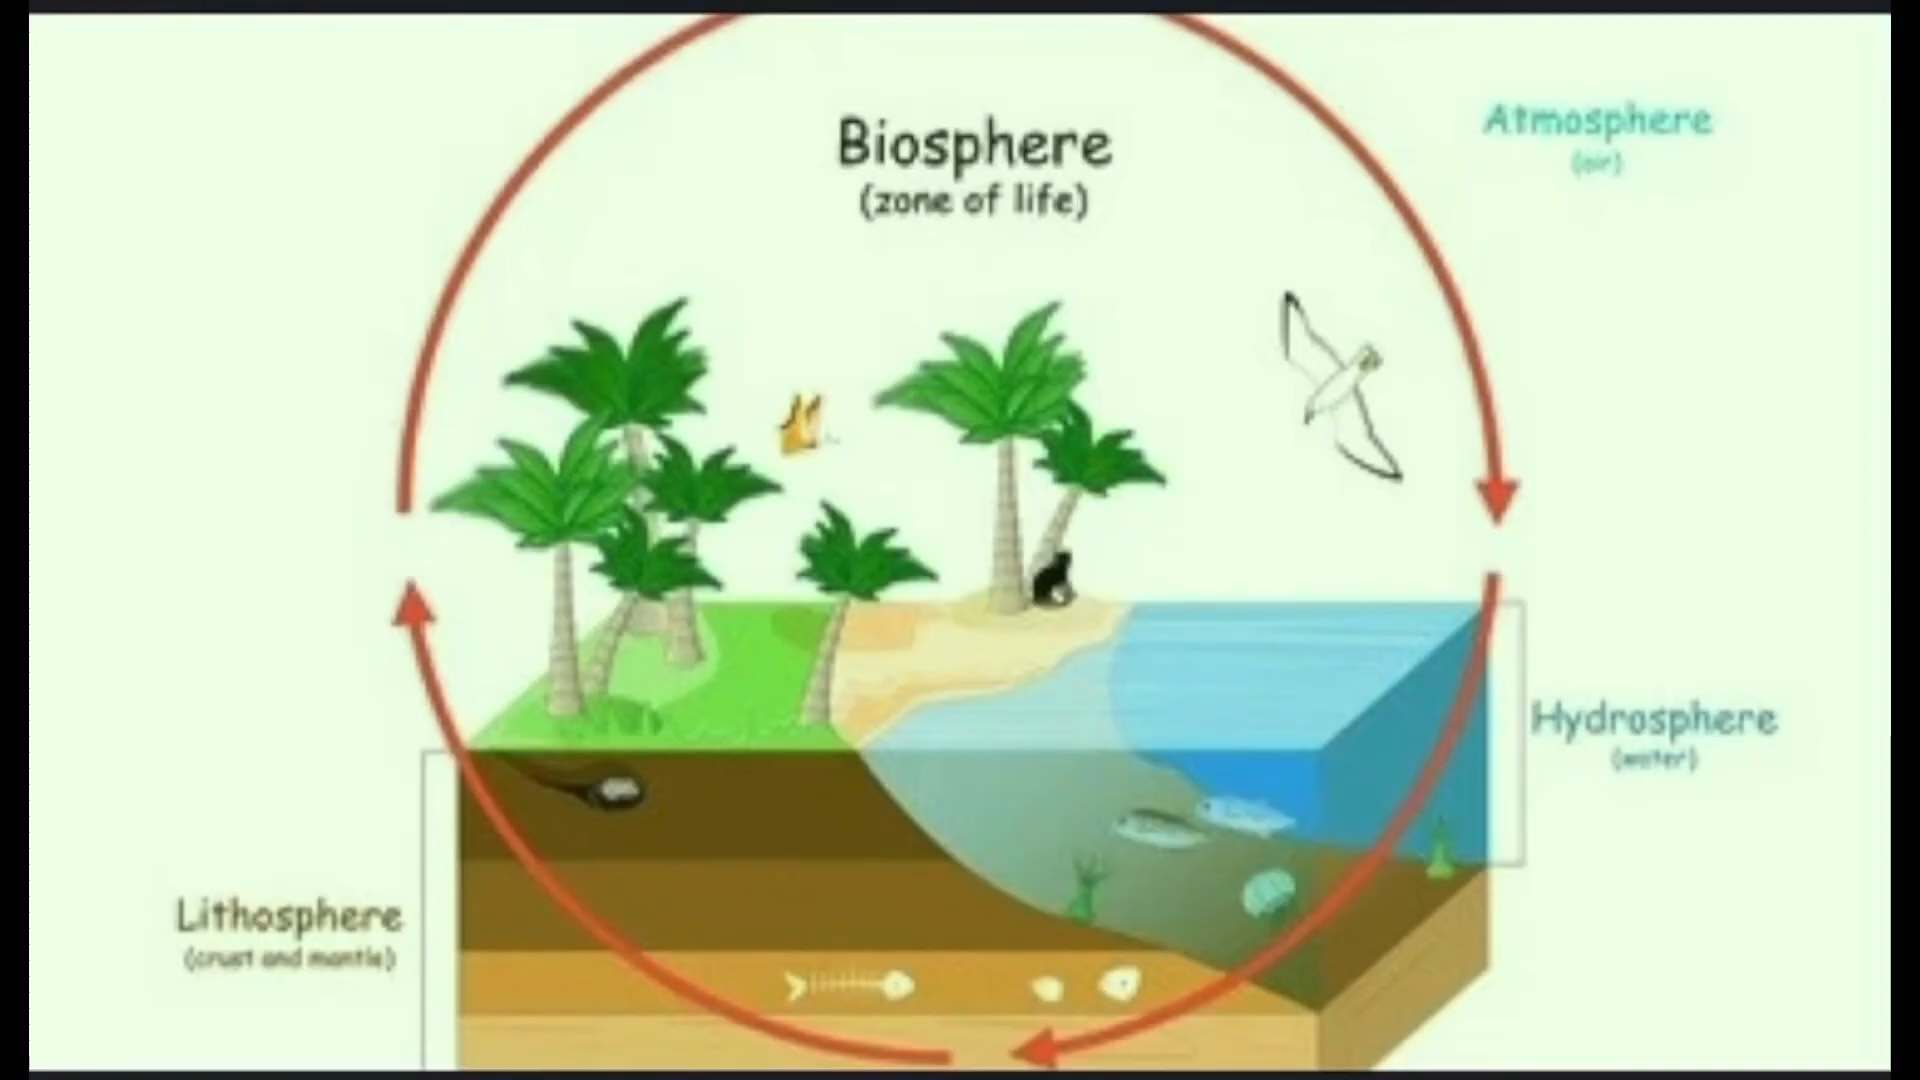 Biosphere
(zone of life)
Atmosphere
(air)
Hydrosphere
(water)
Lithosphere
(crust and mantle)